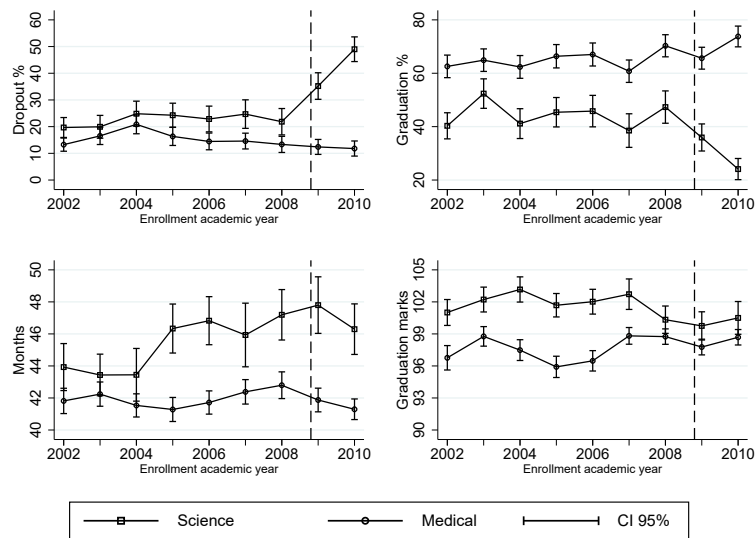 Dropout %
60
50
40
30
20
10
0
2002 2004 2006 2008 2010
Enrollment academic year
Graduation %
80
60
40
20
2002 2004 2006 2008 2010
Enrollment academic year
Months
50
48
46
44
42
40
2002 2004 2006 2008 2010
Enrollment academic year
Graduation marks
105
102
99
96
93
90
2002 2004 2006 2008 2010
Enrollment academic year
Science Medical CI 95%